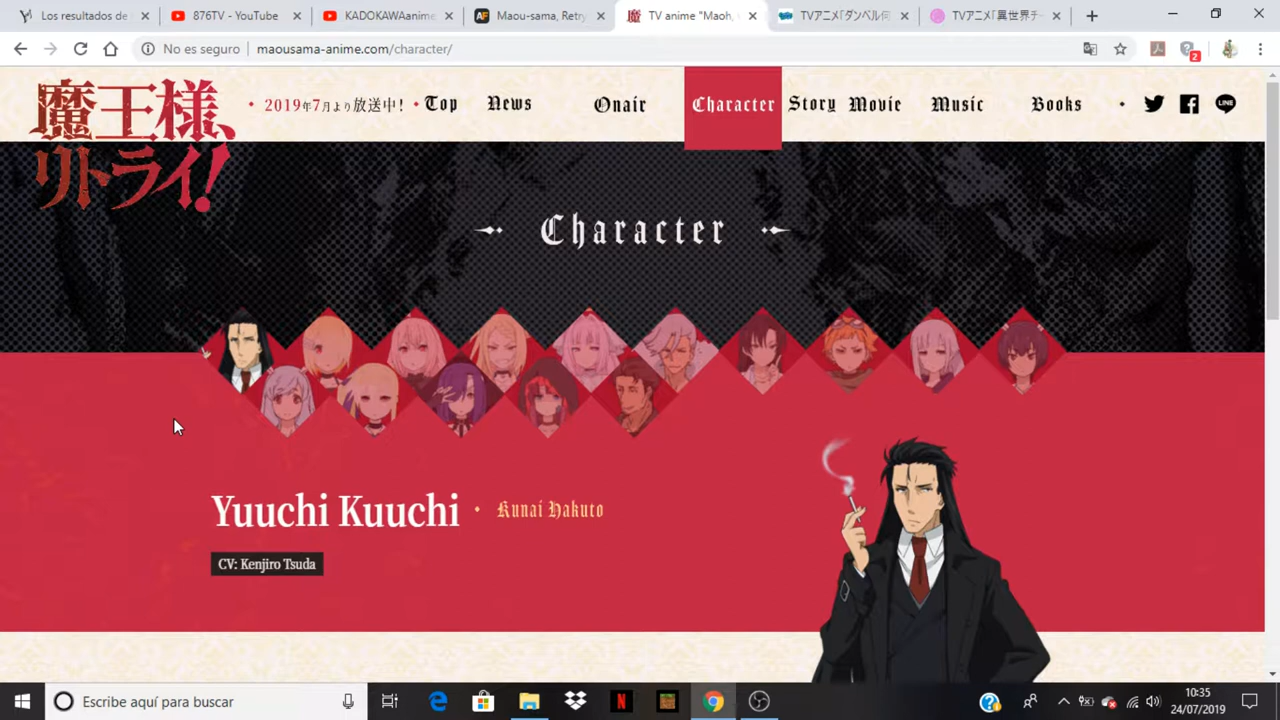 Los resultados de
876TV - YouTube
KADOKAWAanime
Maou-sama, Retry
TV anime "Maoh,
TVアニメ「ダンベル何
TVアニメ「異世界チー
No es seguro
maousama-anime.com/character/
2
魔王様、
リトライ!
2019年7月より放送中!
Top
News
Onair
Character
Story
Movie
Music
Books
LINE
Character
Yuuchi Kuuchi
Kunai Hakuto
CV: Kenjiro Tsuda
Escribe aquí para buscar
10:35
24/07/2019